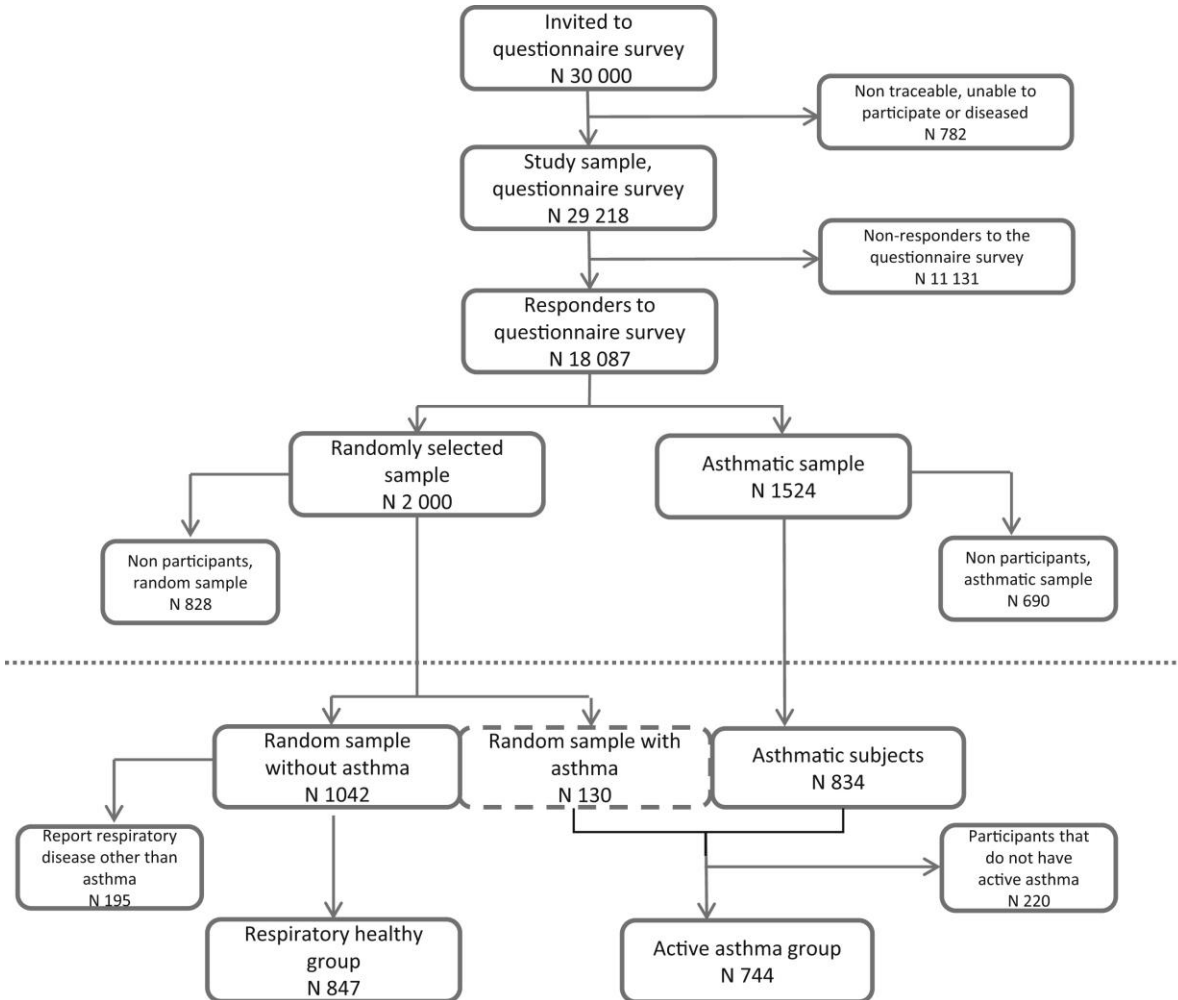 Invited to
questionnaire survey
N 30 000
Non traceable, unable to
participate or diseased
N 782
Study sample,
questionnaire survey
N 29 218
Non-responders to the
questionnaire survey
N 11 131
Responders to
questionnaire survey
N 18 087
Randomly selected
sample
N 2 000
Asthmatic sample
N 1524
Non participants,
random sample
N 828
Non participants,
asthmatic sample
N 690
Random sample
without asthma
N 1042
Random sample with
asthma
N 130
Asthmatic subjects
N 834
Report respiratory
disease other than
asthma
N 195
Participants that
do not have
active asthma
N 220
Respiratory healthy
group
N 847
Active asthma group
N 744